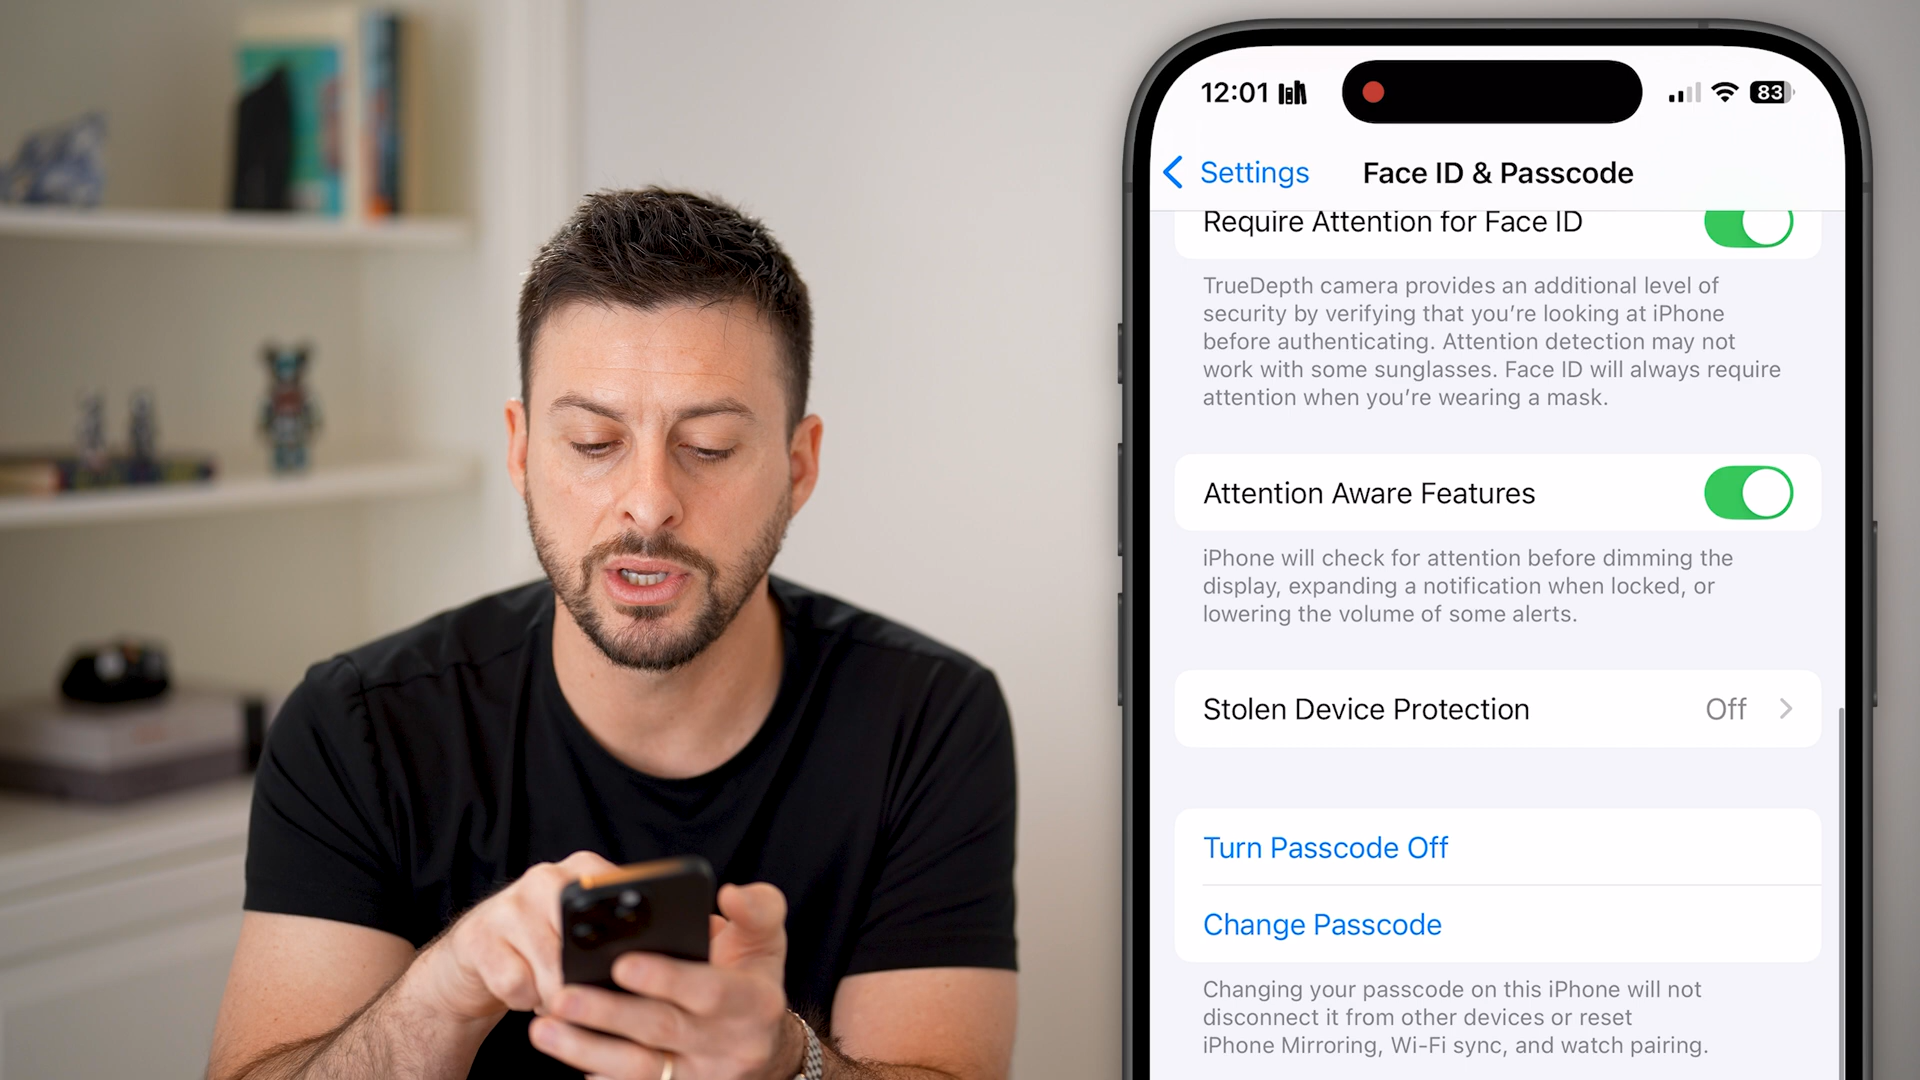 12:01
83
Settings
Face ID & Passcode
Require Attention for Face ID
TrueDepth camera provides an additional level of
security by verifying that you’re looking at iPhone
before authenticating. Attention detection may not
work with some sunglasses. Face ID will always require
attention when you’re wearing a mask.
Attention Aware Features
iPhone will check for attention before dimming the
display, expanding a notification when locked, or
lowering the volume of some alerts.
Stolen Device Protection
Off
Turn Passcode Off
Change Passcode
Changing your passcode on this iPhone will not
disconnect it from other devices or reset
iPhone Mirroring, Wi-Fi sync, and watch pairing.